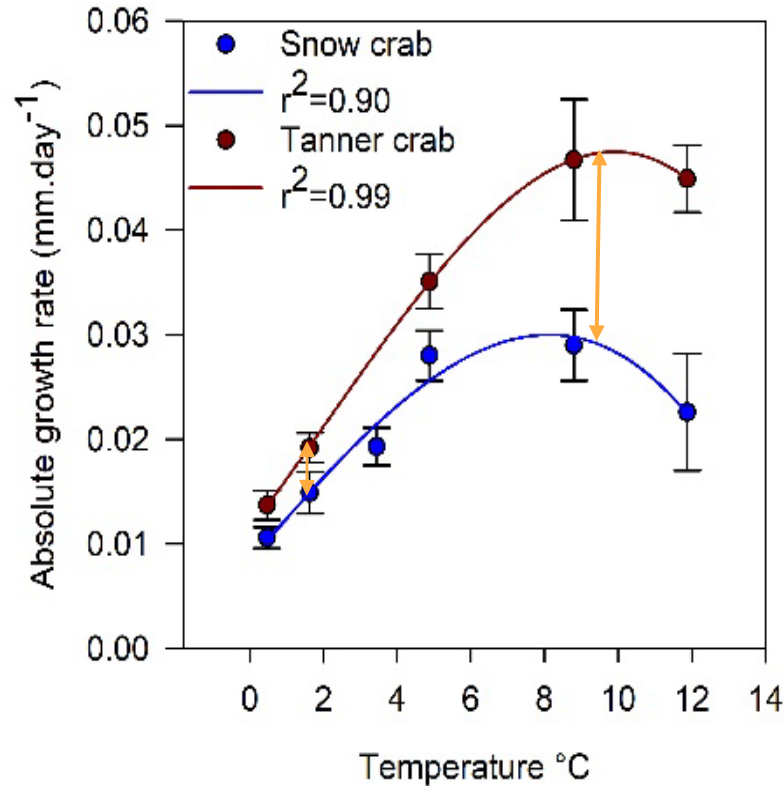 Absolute growth rate (mm.day-1)
0.06
0.05
0.04
0.03
0.02
0.01
0.00
Snow crab
r2=0.90
Tanner crab
r2=0.99
0 2 4 6 8 10 12 14
Temperature °C